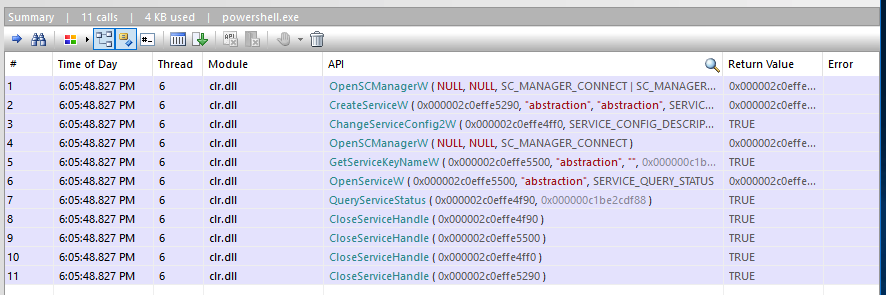 Summary | 11 calls | 4 KB used | powershell.exe
# Time of Day Thread Module API Return Value Error
1 6:05:48.827 PM 6 clr.dll OpenSCManagerW ( NULL, NULL, SC_MANAGER_CONNECT | SC_MANAGER... 0x000002c0effe...
2 6:05:48.827 PM 6 clr.dll CreateServiceW ( 0x000002c0effe5290, "abstraction", "abstraction", SERVIC... 0x000002c0effe...
3 6:05:48.827 PM 6 clr.dll ChangeServiceConfig2W ( 0x000002c0effe4ff0, SERVICE_CONFIG_DESCRIP... TRUE
4 6:05:48.827 PM 6 clr.dll OpenSCManagerW ( NULL, NULL, SC_MANAGER_CONNECT ) 0x000002c0effe...
5 6:05:48.827 PM 6 clr.dll GetServiceKeyNameW ( 0x000002c0effe5500, "abstraction", "", 0x000000c1b... TRUE
6 6:05:48.827 PM 6 clr.dll OpenServiceW ( 0x000002c0effe5500, "abstraction", SERVICE_QUERY_STATUS 0x000002c0effe...
7 6:05:48.827 PM 6 clr.dll QueryServiceStatus ( 0x000002c0effe4f90, 0x000000c1be2cdf88 ) TRUE
8 6:05:48.827 PM 6 clr.dll CloseServiceHandle ( 0x000002c0effe4f90 ) TRUE
9 6:05:48.827 PM 6 clr.dll CloseServiceHandle ( 0x000002c0effe5500 ) TRUE
10 6:05:48.827 PM 6 clr.dll CloseServiceHandle ( 0x000002c0effe4ff0 ) TRUE
11 6:05:48.827 PM 6 clr.dll CloseServiceHandle ( 0x000002c0effe5290 ) TRUE